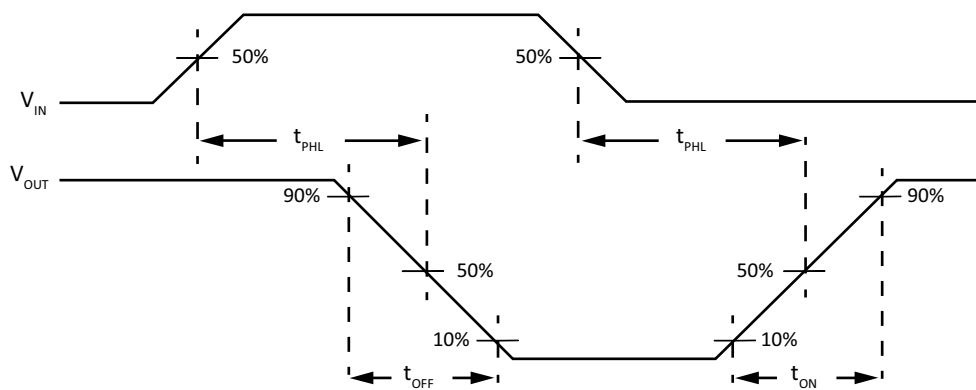 50% 50%
V_IN
t_PHL t_PHL
V_OUT
90% 90%
50% 50%
10% 10%
t_OFF t_ON